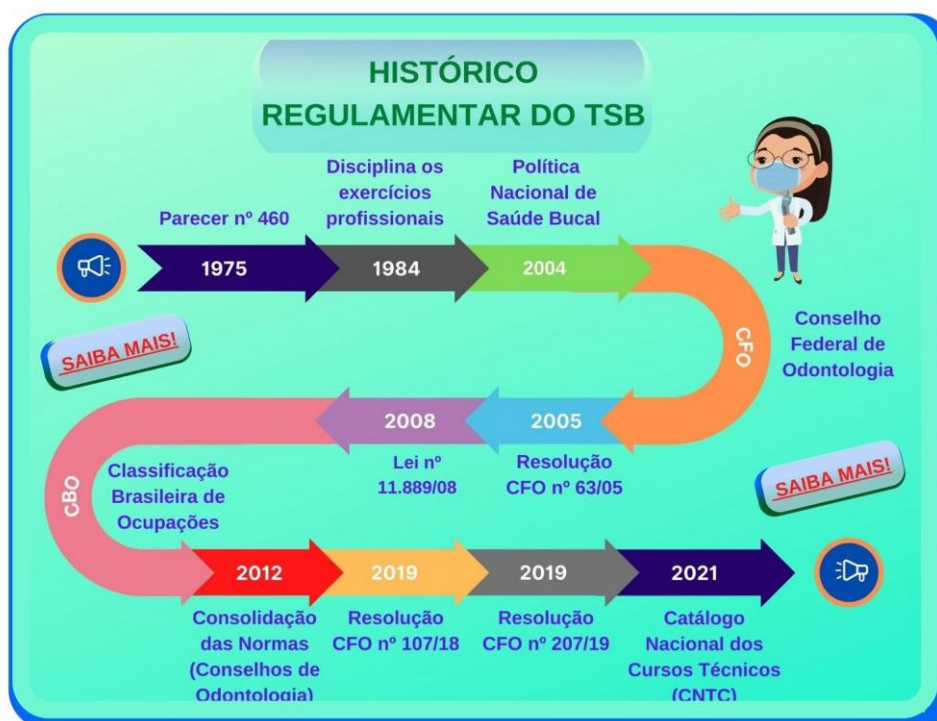 HISTÓRICO
REGULAMENTAR DO TSB
Parecer nº 460
Disciplina os
exercícios
profissionais
Política
Nacional de
Saúde Bucal
1975
1984
2004
CFO
Conselho
Federal de
Odontologia
SAIBA MAIS!
2008
2005
Lei nº
11.889/08
Resolução
CFO nº 63/05
CBO
Classificação
Brasileira de
Ocupações
SAIBA MAIS!
2012
2019
2019
2021
Consolidação
das Normas
(Conselhos de
Odontologia)
Resolução
CFO nº 107/18
Resolução
CFO nº 207/19
Catálogo
Nacional dos
Cursos Técnicos
(CNTC)